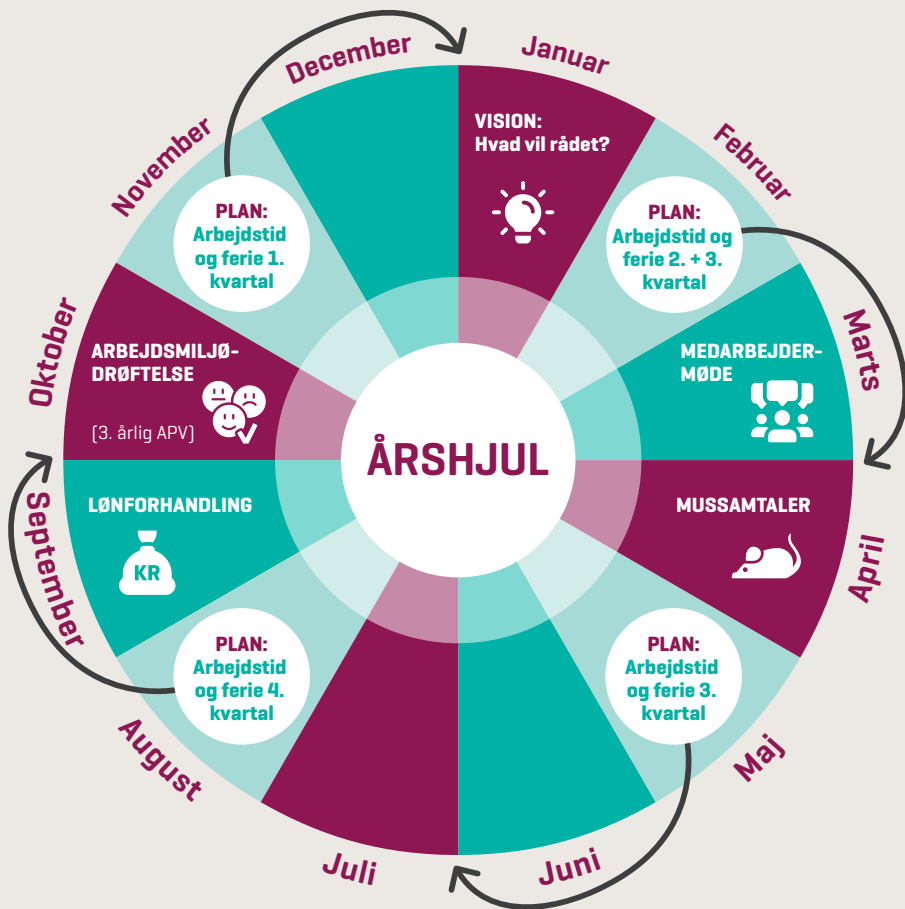 ÅRSHJUL
Januar
VISION:
Hvad vil rådet?
Februar
PLAN:
Arbejdstid og
ferie 2. + 3.
kvartal
Marts
MEDARBEJDER-
MØDE
April
MUSSAMTALER
Maj
PLAN:
Arbejdstid
og ferie 3.
kvartal
Juni
Juli
August
PLAN:
Arbejdstid
og ferie 4.
kvartal
September
LØNFORHANDLING
KR
Oktober
ARBEJDSMILJØ-
DRØFTELSE
(3. årlig APV)
November
PLAN:
Arbejdstid
og ferie 1.
kvartal
December